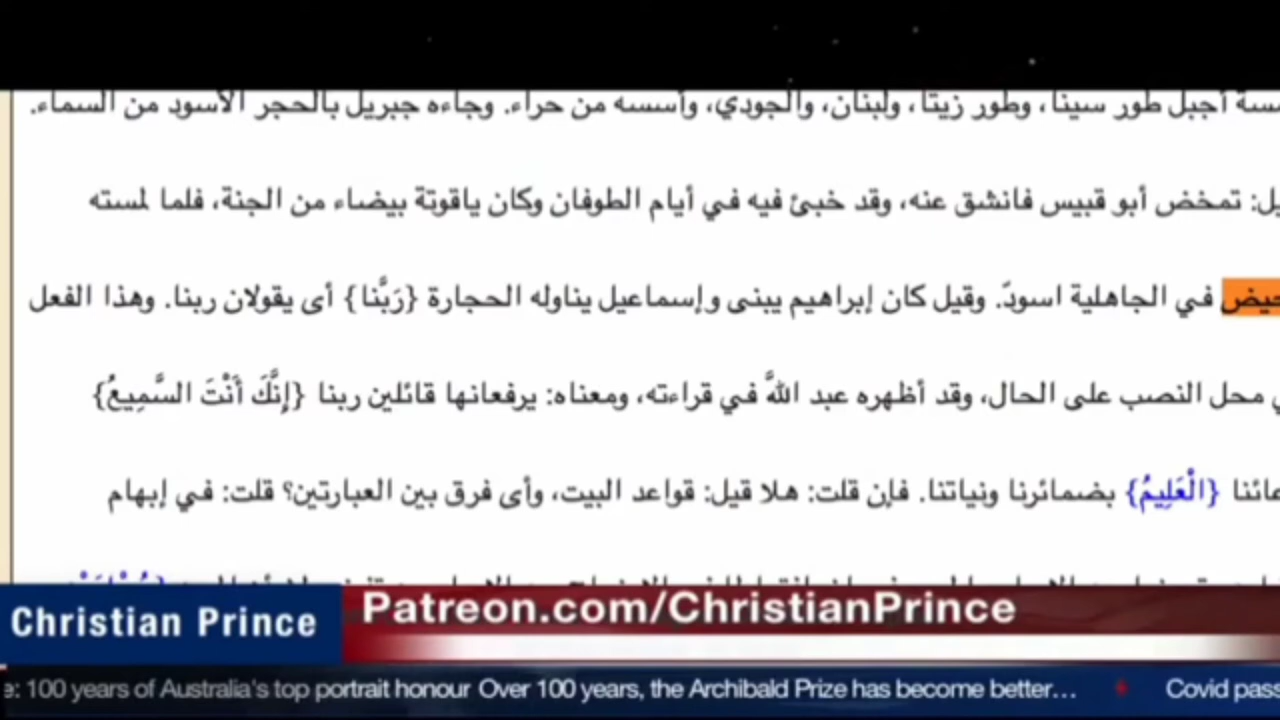 أجبل طور سينا، وطور زيتا، ولبنان، والجودي، وأسسه من حراء. وجاءه جبريل بالحجر الأسود من السماء.
تمخض أبو قبيس فانشق عنه، وقد خبئ فيه في أيام الطوفان وكان ياقوتة بيضاء من الجنة، فلما لمسته
في الجاهلية اسودّ. وقيل كان إبراهيم يبنى وإسماعيل يناوله الحجارة {رَبَّنا} أى يقولان ربنا. وهذا الفعل
محل النصب على الحال، وقد أظهره عبد اللَّه في قراءته، ومعناه: يرفعانها قائلين ربنا {إِنَّكَ أَنْتَ السَّمِيعُ}
{الْعَلِيمُ} بضمائرنا ونياتنا. فإن قلت: هلا قيل: قواعد البيت، وأى فرق بين العبارتين؟ قلت: في إبهام
Christian Prince
Patreon.com/ChristianPrince
e: 100 years of Australia's top portrait honour Over 100 years, the Archibald Prize has become better... Covid pass